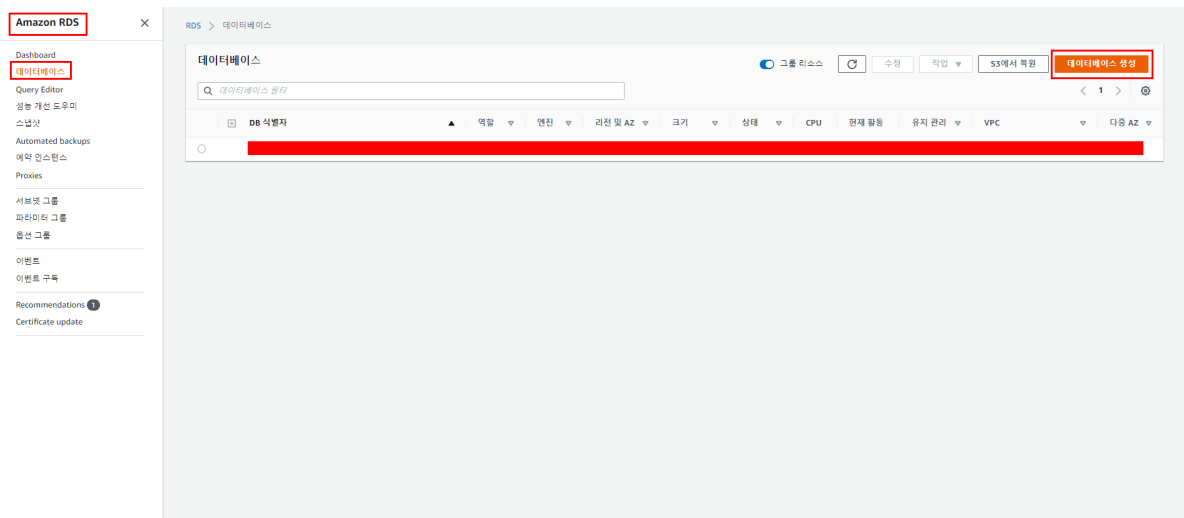 Amazon RDS
Dashboard
데이터베이스
Query Editor
성능 개선 도우미
스냅샷
Automated backups
예약 인스턴스
Proxies
서브넷 그룹
파라미터 그룹
옵션 그룹
이벤트
이벤트 구독
Recommendations 1
Certificate update
RDS > 데이터베이스
데이터베이스
그룹 리소스 수정 작업 S3에서 복원 데이터베이스 생성
데이터베이스 필터
1
DB 식별자 역할 엔진 리전 및 AZ 크기 상태 CPU 현재 활동 유지 관리 VPC 다중 AZ